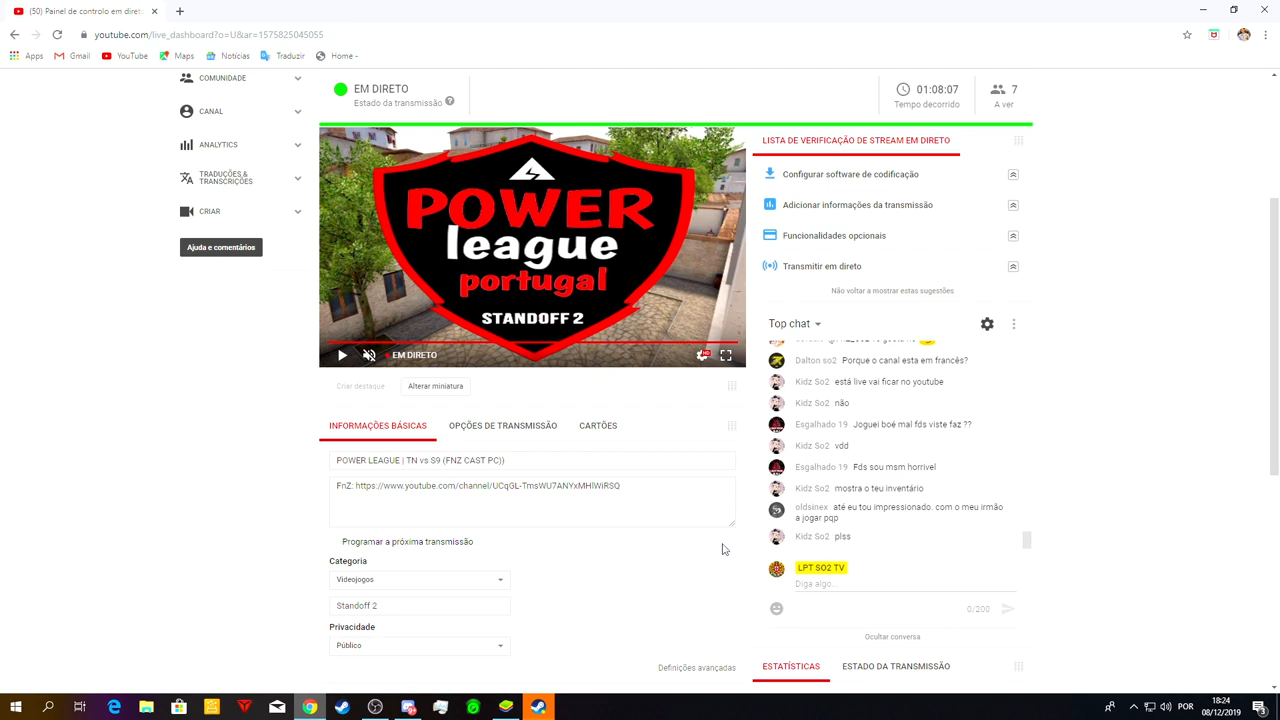 (50) Painel de controlo em diret
youtube.com/live_dashboard?o=U&ar=1575825045055
Apps
Gmail
YouTube
Maps
Notícias
Traduzir
Home -
COMUNIDADE
CANAL
ANALYTICS
TRADUÇÕES &
TRANSCRIÇÕES
CRIAR
Ajuda e comentários
EM DIRETO
Estado da transmissão
01:08:07
Tempo decorrido
7
A ver
POWER
league
portugal
STANDOFF 2
EM DIRETO
HD
Criar destaque
Alterar miniatura
INFORMAÇÕES BÁSICAS
OPÇÕES DE TRANSMISSÃO
CARTÕES
POWER LEAGUE | TN vs S9 (FNZ CAST PC))
FnZ: https://www.youtube.com/channel/UCqGL-TmsWU7ANYxMHlWiRSQ
Programar a próxima transmissão
Categoria
Videojogos
Standoff 2
Privacidade
Público
Definições avançadas
LISTA DE VERIFICAÇÃO DE STREAM EM DIRETO
Configurar software de codificação
Adicionar informações da transmissão
Funcionalidades opcionais
Transmitir em direto
Não voltar a mostrar estas sugestões
Top chat
Dalton so2 Porque o canal esta em francês?
Kidz So2 está live vai ficar no youtube
Kidz So2 não
Esgalhado 19 Joguei boé mal fds viste faz ??
Kidz So2 vdd
Esgalhado 19 Fds sou msm horrivel
Kidz So2 mostra o teu inventário
oldsinex até eu tou impressionado. com o meu irmão
a jogar pqp
Kidz So2 plss
LPT SO2 TV
Diga algo...
0/200
Ocultar conversa
ESTATÍSTICAS
ESTADO DA TRANSMISSÃO
POR
18:24
08/12/2019